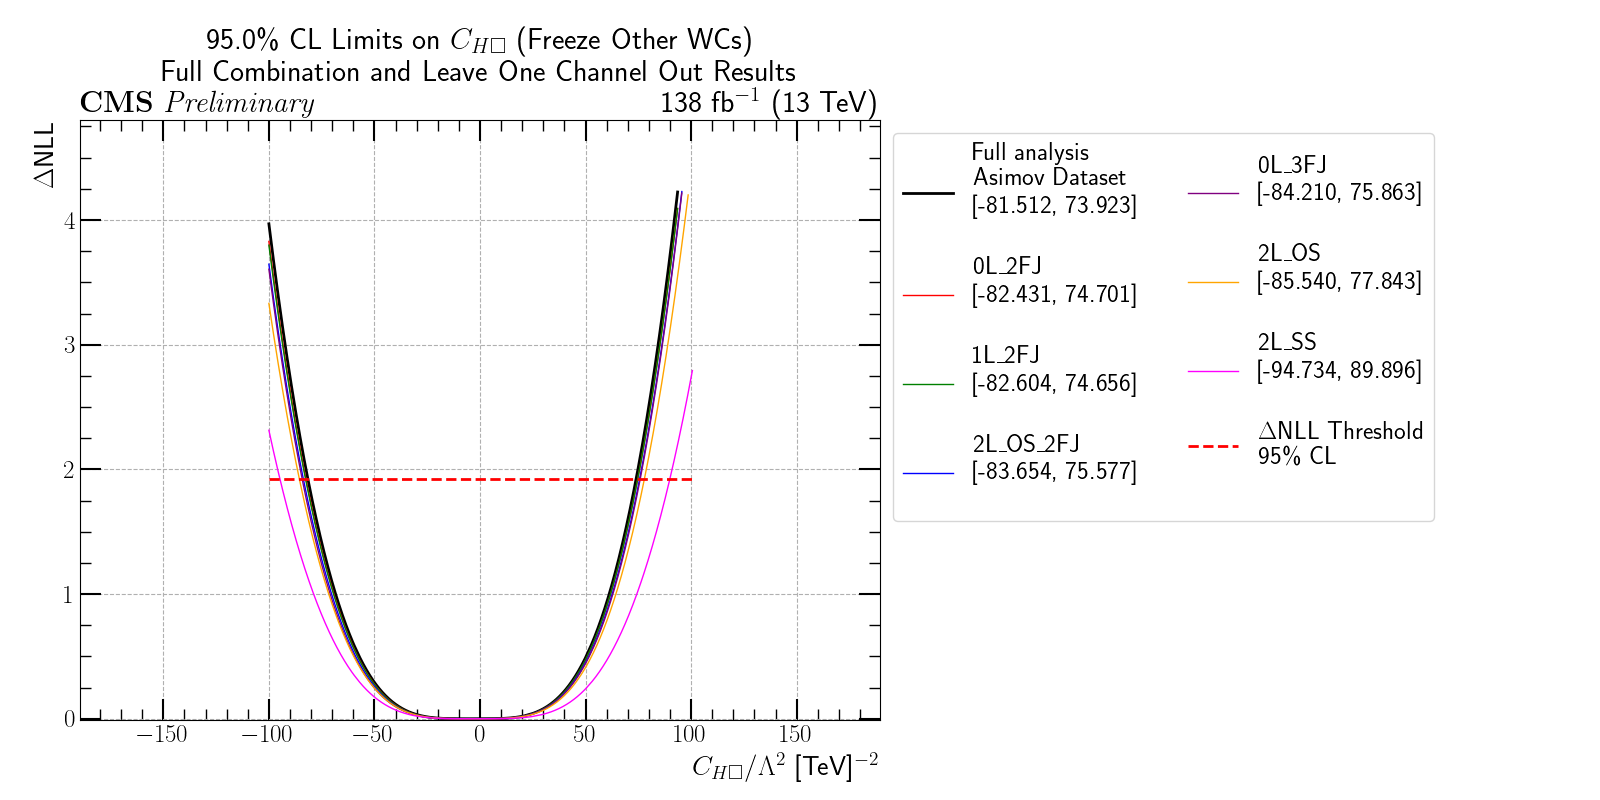 95.0% CL Limits on C_{H□} (Freeze Other WCs)
Full Combination and Leave One Channel Out Results
CMS Preliminary
138 fb^{-1} (13 TeV)
ΔNLL
4
3
2
1
0
−150
−100
−50
0
50
100
150
C_{H□}/Λ^2 [TeV]^{-2}
Full analysis
Asimov Dataset
[-81.512, 73.923]
0L_2FJ
[-82.431, 74.701]
1L_2FJ
[-82.604, 74.656]
2L_OS_2FJ
[-83.654, 75.577]
0L_3FJ
[-84.210, 75.863]
2L_OS
[-85.540, 77.843]
2L_SS
[-94.734, 89.896]
ΔNLL Threshold
95% CL